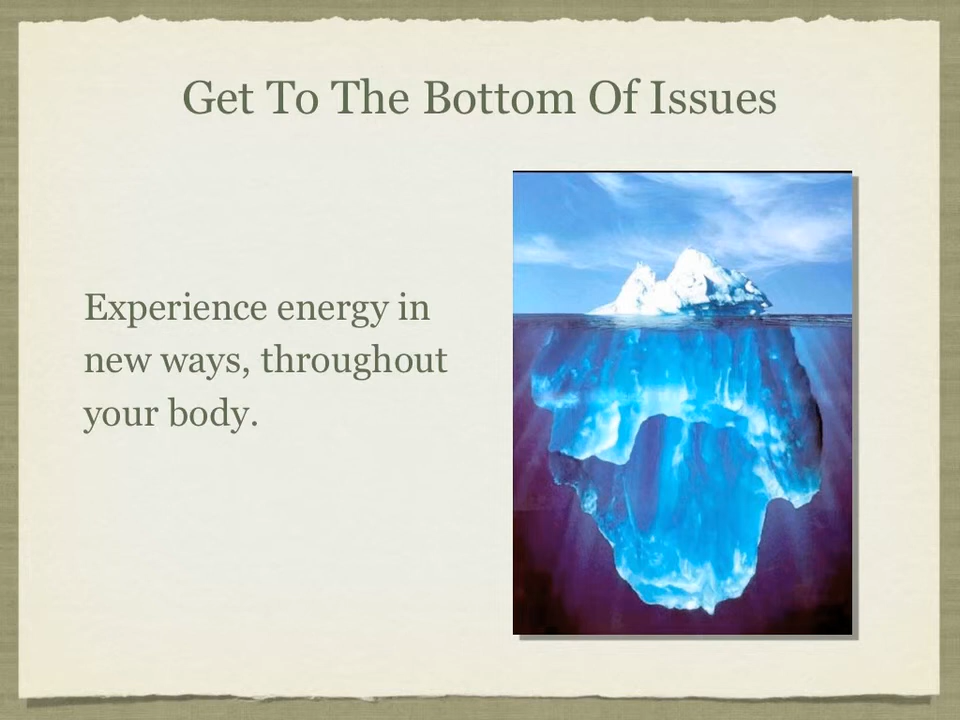 Get To The Bottom Of Issues
Experience energy in
new ways, throughout
your body.